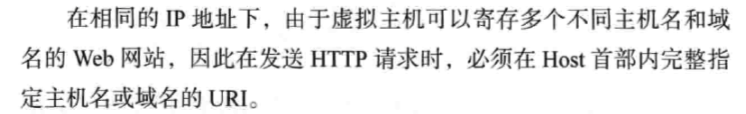 在相同的 IP 地址下，由于虚拟主机可以寄存多个不同主机名和域
名的 Web 网站，因此在发送 HTTP 请求时，必须在 Host 首部内完整指
定主机名或域名的 URI。